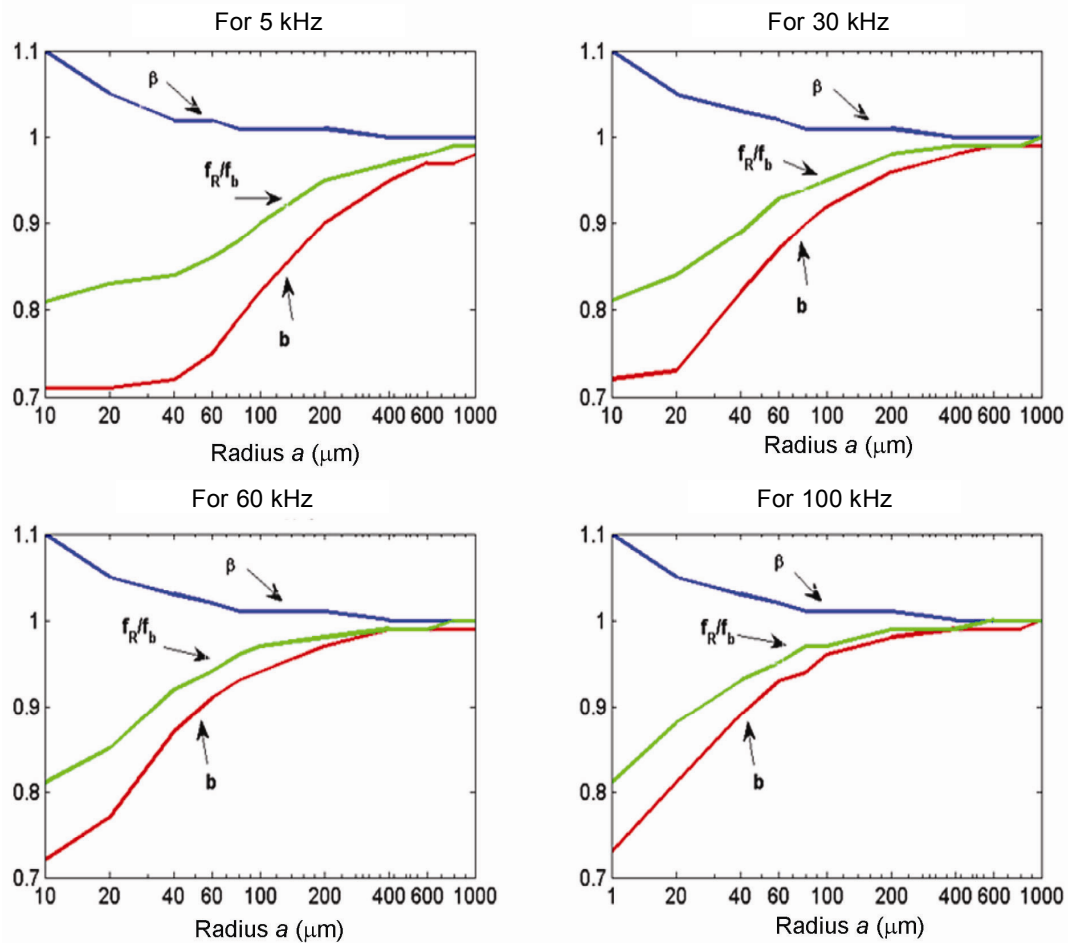 For 5 kHz
1.1
1
0.9
0.8
0.7
β
f_R/f_b
b
10 20 40 60 100 200 400 600 1000
Radius a (μm)
For 30 kHz
1.1
1
0.9
0.8
0.7
β
f_R/f_b
b
1 20 40 60 100 200 400 600 1000
Radius a (μm)
For 60 kHz
1.1
1
0.9
0.8
0.7
β
f_R/f_b
b
10 20 40 60 100 200 400 600 1000
Radius a (μm)
For 100 kHz
1.1
1
0.9
0.8
0.7
β
f_R/f_b
b
1 20 40 60 100 200 400 600 1000
Radius a (μm)